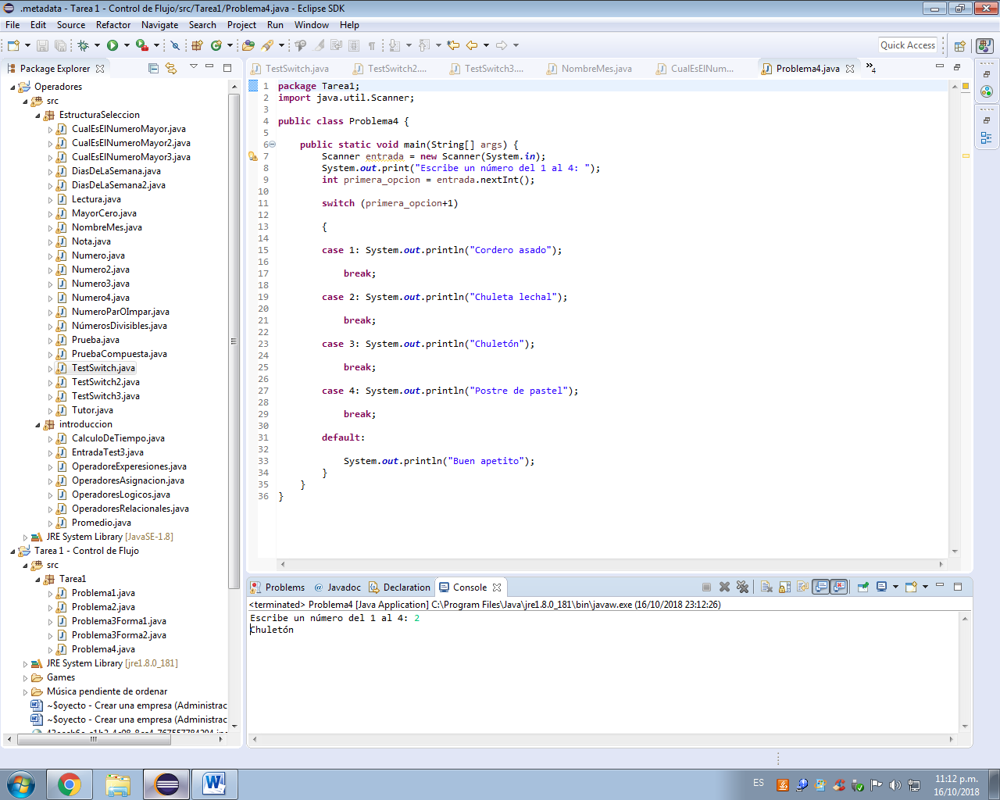 .metadata - Tarea 1 - Control de Flujo/src/Tarea1/Problema4.java - Eclipse SDK
File Edit Source Refactor Navigate Search Project Run Window Help
Quick Access
Package Explorer
Operadores
src
EstructuraSeleccion
CualEsElNumeroMayor.java
CualEsElNumeroMayor2.java
CualEsElNumeroMayor3.java
DiasDeLaSemana.java
DiasDeLaSemana2.java
Lectura.java
MayorCero.java
NombreMes.java
Nota.java
Numero.java
Numero2.java
Numero3.java
Numero4.java
NumeroParOImpar.java
NúmerosDivisibles.java
Prueba.java
PruebaCompuesta.java
TestSwitch.java
TestSwitch2.java
TestSwitch3.java
Tutor.java
introduccion
CalculoDeTiempo.java
EntradaTest3.java
OperadoreExperesiones.java
OperadoresAsignacion.java
OperadoresLogicos.java
OperadoresRelacionales.java
Promedio.java
JRE System Library [JavaSE-1.8]
Tarea 1 - Control de Flujo
src
Tarea1
Problema1.java
Problema2.java
Problema3Forma1.java
Problema3Forma2.java
Problema4.java
JRE System Library [jre1.8.0_181]
Games
Música pendiente de ordenar
~$oyecto - Crear una empresa (Administrac
~$oyecto - Crear una empresa (Administrac
TestSwitch.java TestSwitch2.... TestSwitch3.... NombreMes.java CualEsElNum... Problema4.java »4
1 package Tarea1;
2 import java.util.Scanner;
3
4 public class Problema4 {
5
6 public static void main(String[] args) {
7 Scanner entrada = new Scanner(System.in);
8 System.out.print("Escribe un número del 1 al 4: ");
9 int primera_opcion = entrada.nextInt();
10
11 switch (primera_opcion+1)
12
13 {
14
15 case 1: System.out.println("Cordero asado");
16
17 break;
18
19 case 2: System.out.println("Chuleta lechal");
20
21 break;
22
23 case 3: System.out.println("Chuletón");
24
25 break;
26
27 case 4: System.out.println("Postre de pastel");
28
29 break;
30
31 default:
32
33 System.out.println("Buen apetito");
34 }
35 }
36 }
Problems @ Javadoc Declaration Console
<terminated> Problema4 [Java Application] C:\Program Files\Java\jre1.8.0_181\bin\javaw.exe (16/10/2018 23:12:26)
Escribe un número del 1 al 4: 2
Chuletón
ES
11:12 p.m.
16/10/2018